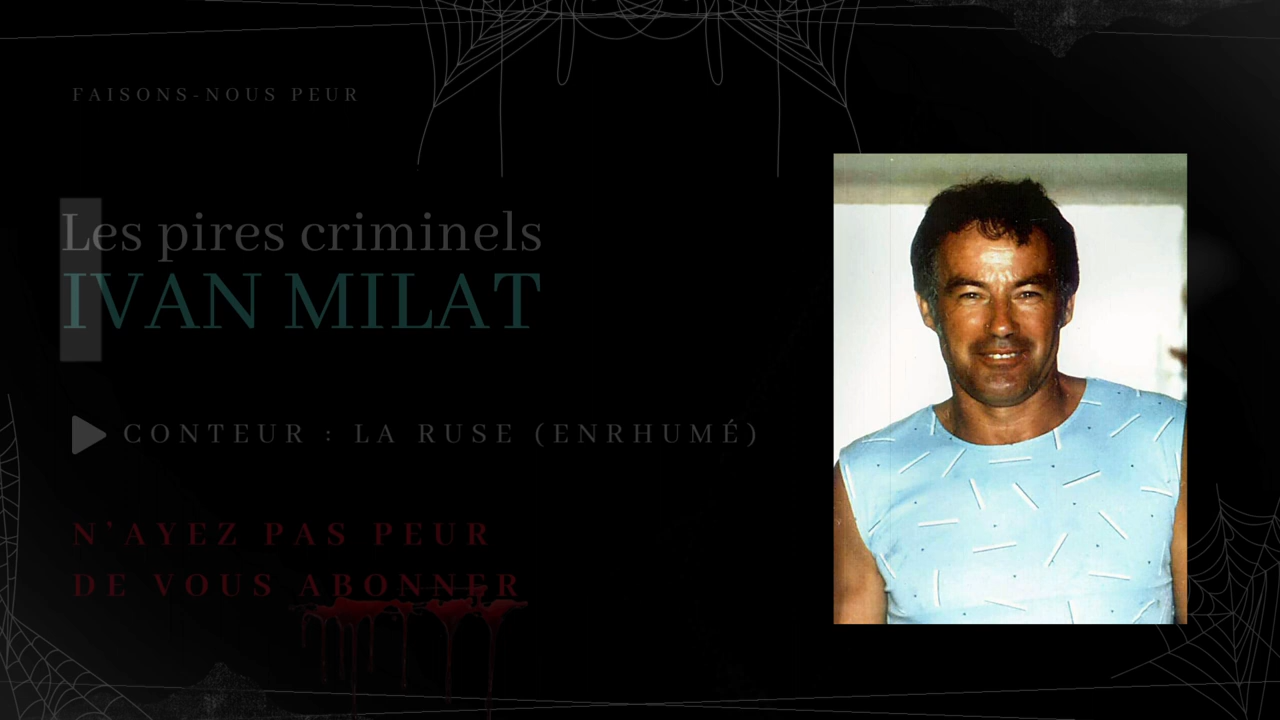 FAISONS-NOUS PEUR
Les pires criminels
IVAN MILAT
CONTEUR : LA RUSE (ENRHUMÉ)
N'AYEZ PAS PEUR
DE VOUS ABONNER